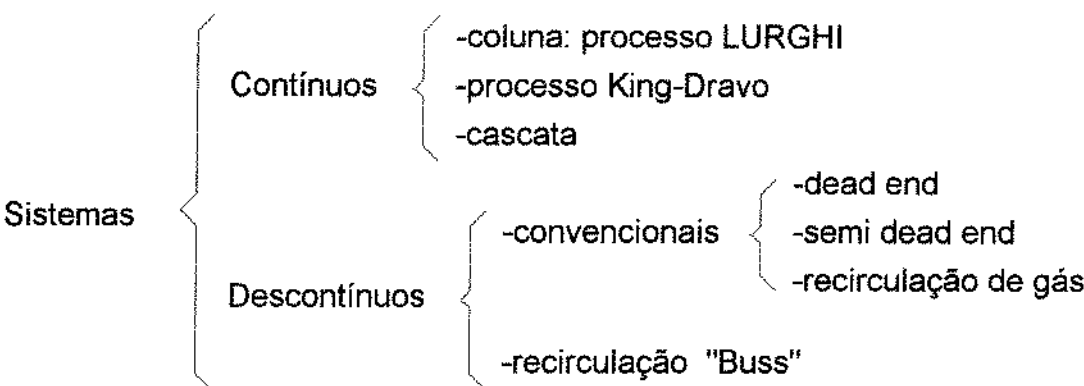 Sistemas
Contínuos
-coluna: processo LURGHI
-processo King-Dravo
-cascata
Descontínuos
-convencionais
-dead end
-semi dead end
-recirculação de gás
-recirculação "Buss"